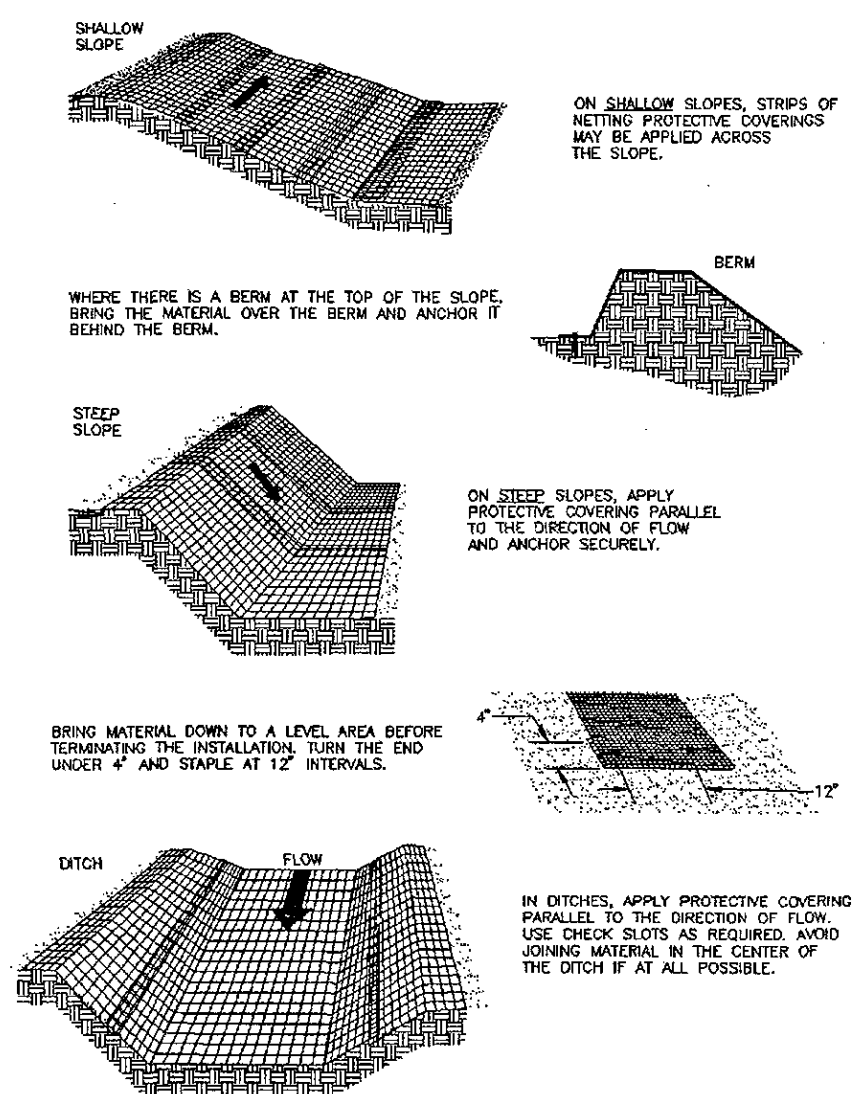 SHALLOW
SLOPE
ON SHALLOW SLOPES, STRIPS OF
NETTING PROTECTIVE COVERINGS
MAY BE APPLIED ACROSS
THE SLOPE.
BERM
WHERE THERE IS A BERM AT THE TOP OF THE SLOPE,
BRING THE MATERIAL OVER THE BERM AND ANCHOR IT
BEHIND THE BERM.
STEEP
SLOPE
ON STEEP SLOPES, APPLY
PROTECTIVE COVERING PARALLEL
TO THE DIRECTION OF FLOW
AND ANCHOR SECURELY.
BRING MATERIAL DOWN TO A LEVEL AREA BEFORE
TERMINATING THE INSTALLATION. TURN THE END
UNDER 4" AND STAPLE AT 12" INTERVALS.
4"
12"
DITCH
FLOW
IN DITCHES, APPLY PROTECTIVE COVERING
PARALLEL TO THE DIRECTION OF FLOW.
USE CHECK SLOTS AS REQUIRED. AVOID
JOINING MATERIAL IN THE CENTER OF
THE DITCH IF AT ALL POSSIBLE.